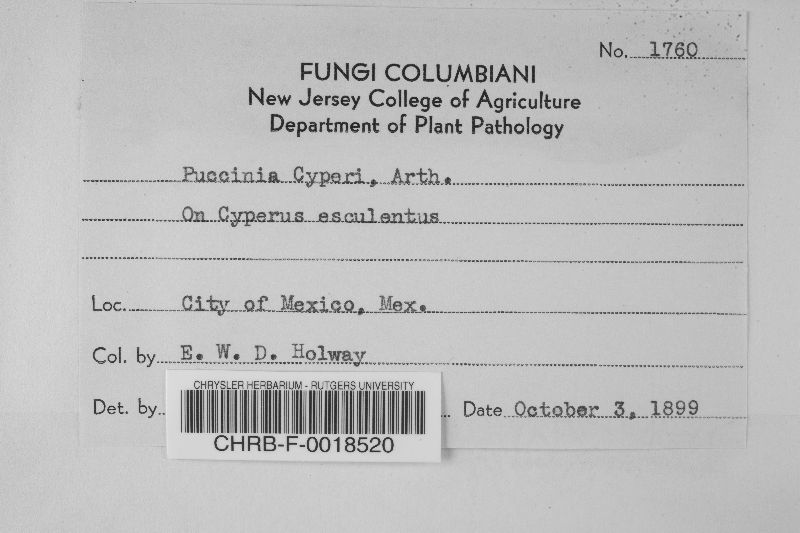 No. 1760
FUNGI COLUMBIANI
New Jersey College of Agriculture
Department of Plant Pathology
Puccinia Cyperi, Arth.
On Cyperus esculentus
Loc. City of Mexico, Mex.
Col. by E. W. D. Holway
Det. by Date October 3, 1899
CHRYSLER HERBARIUM - RUTGERS UNIVERSITY
CHRB-F-0018520